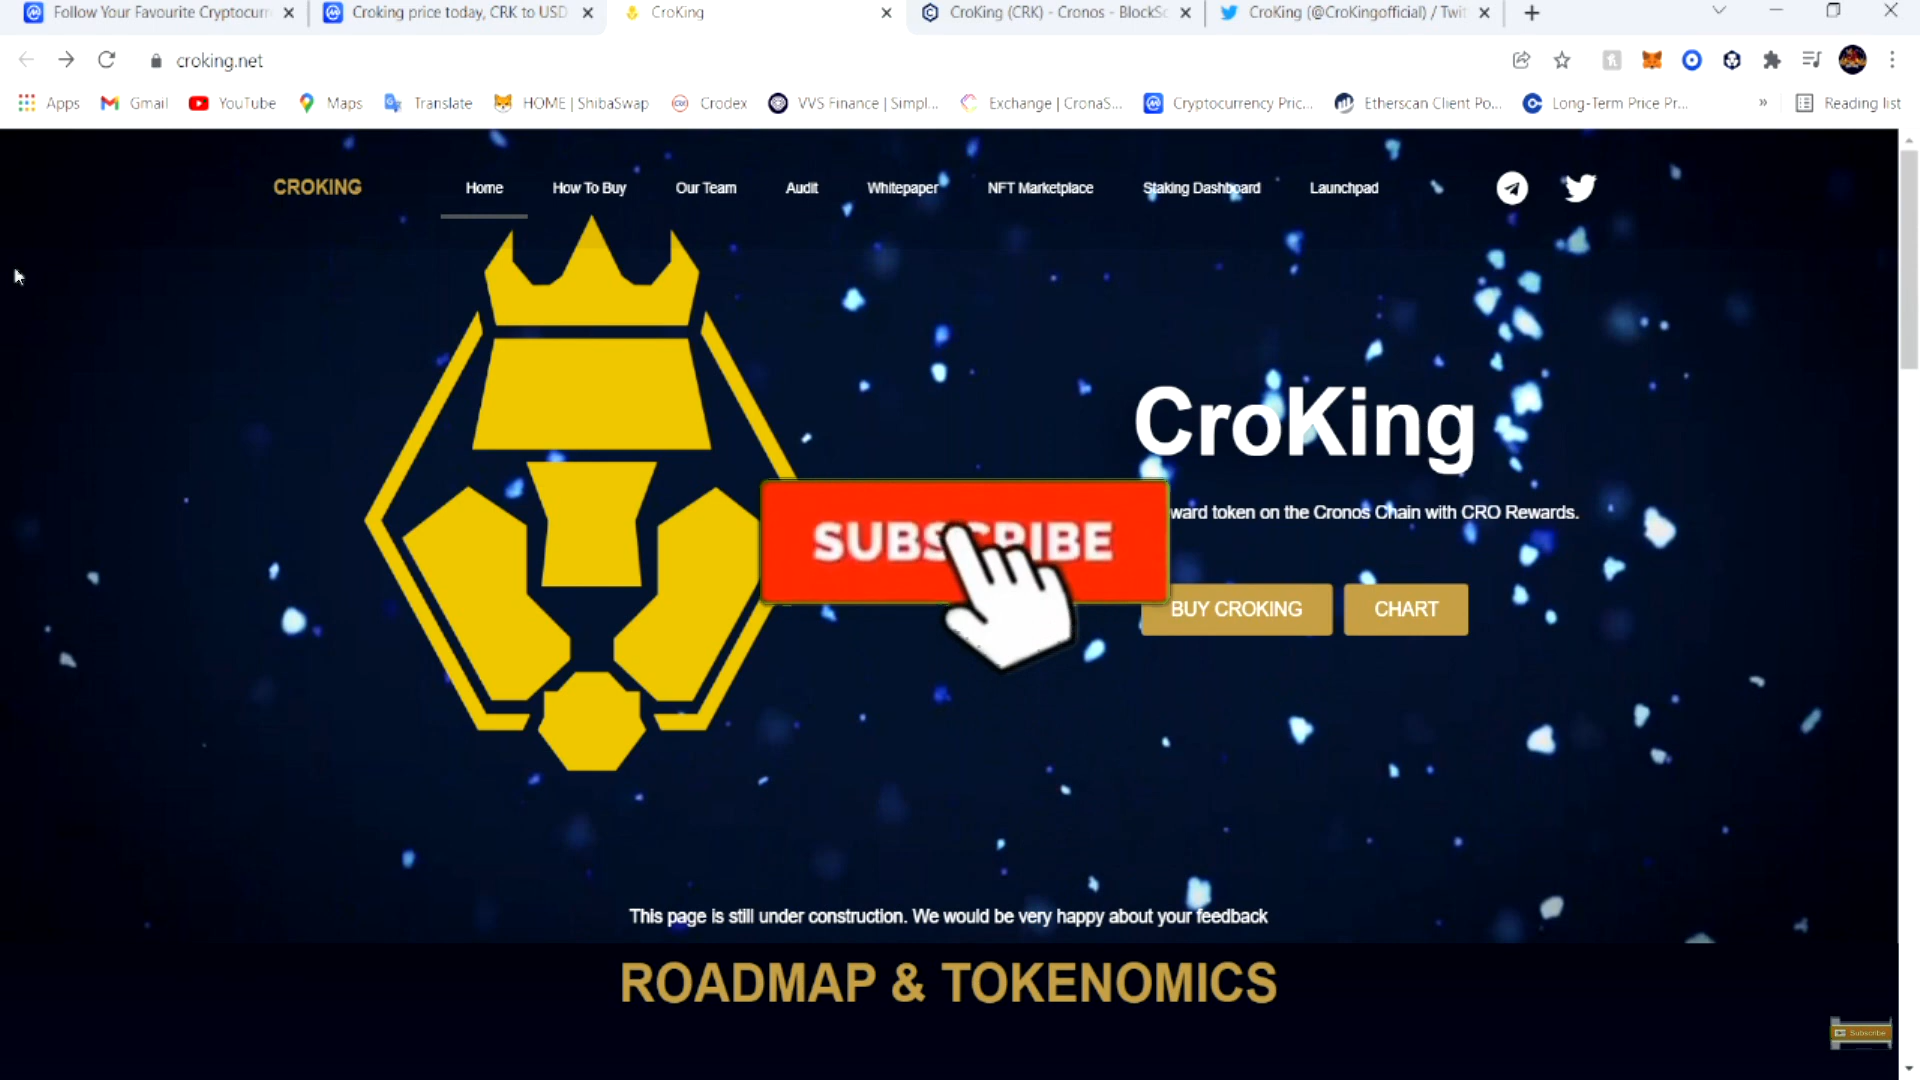 Follow Your Favourite Cryptocurr
Croking price today, CRK to USD
CroKing
CroKing (CRK) - Cronos - BlockSc
CroKing (@CroKingofficial) / Twit
croking.net
Apps
Gmail
YouTube
Maps
Translate
HOME | ShibaSwap
Crodex
VVS Finance | Simpl...
Exchange | CronaS...
Cryptocurrency Pric...
Etherscan Client Po...
Long-Term Price Pr...
»
Reading list
CROKING
Home
How To Buy
Our Team
Audit
Whitepaper
NFT Marketplace
Staking Dashboard
Launchpad
CroKing
ward token on the Cronos Chain with CRO Rewards.
SUBSCRIBE
BUY CROKING
CHART
This page is still under construction. We would be very happy about your feedback
ROADMAP & TOKENOMICS
Subscribe